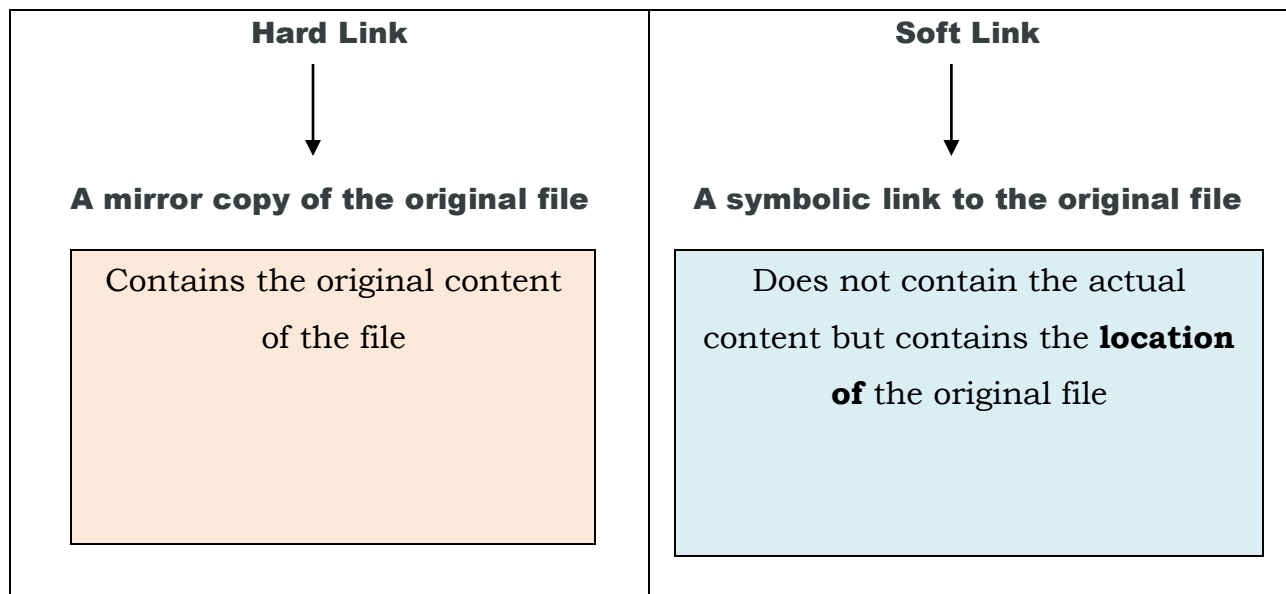 Hard Link
A mirror copy of the original file
Contains the original content
of the file
Soft Link
A symbolic link to the original file
Does not contain the actual
content but contains the location
of the original file